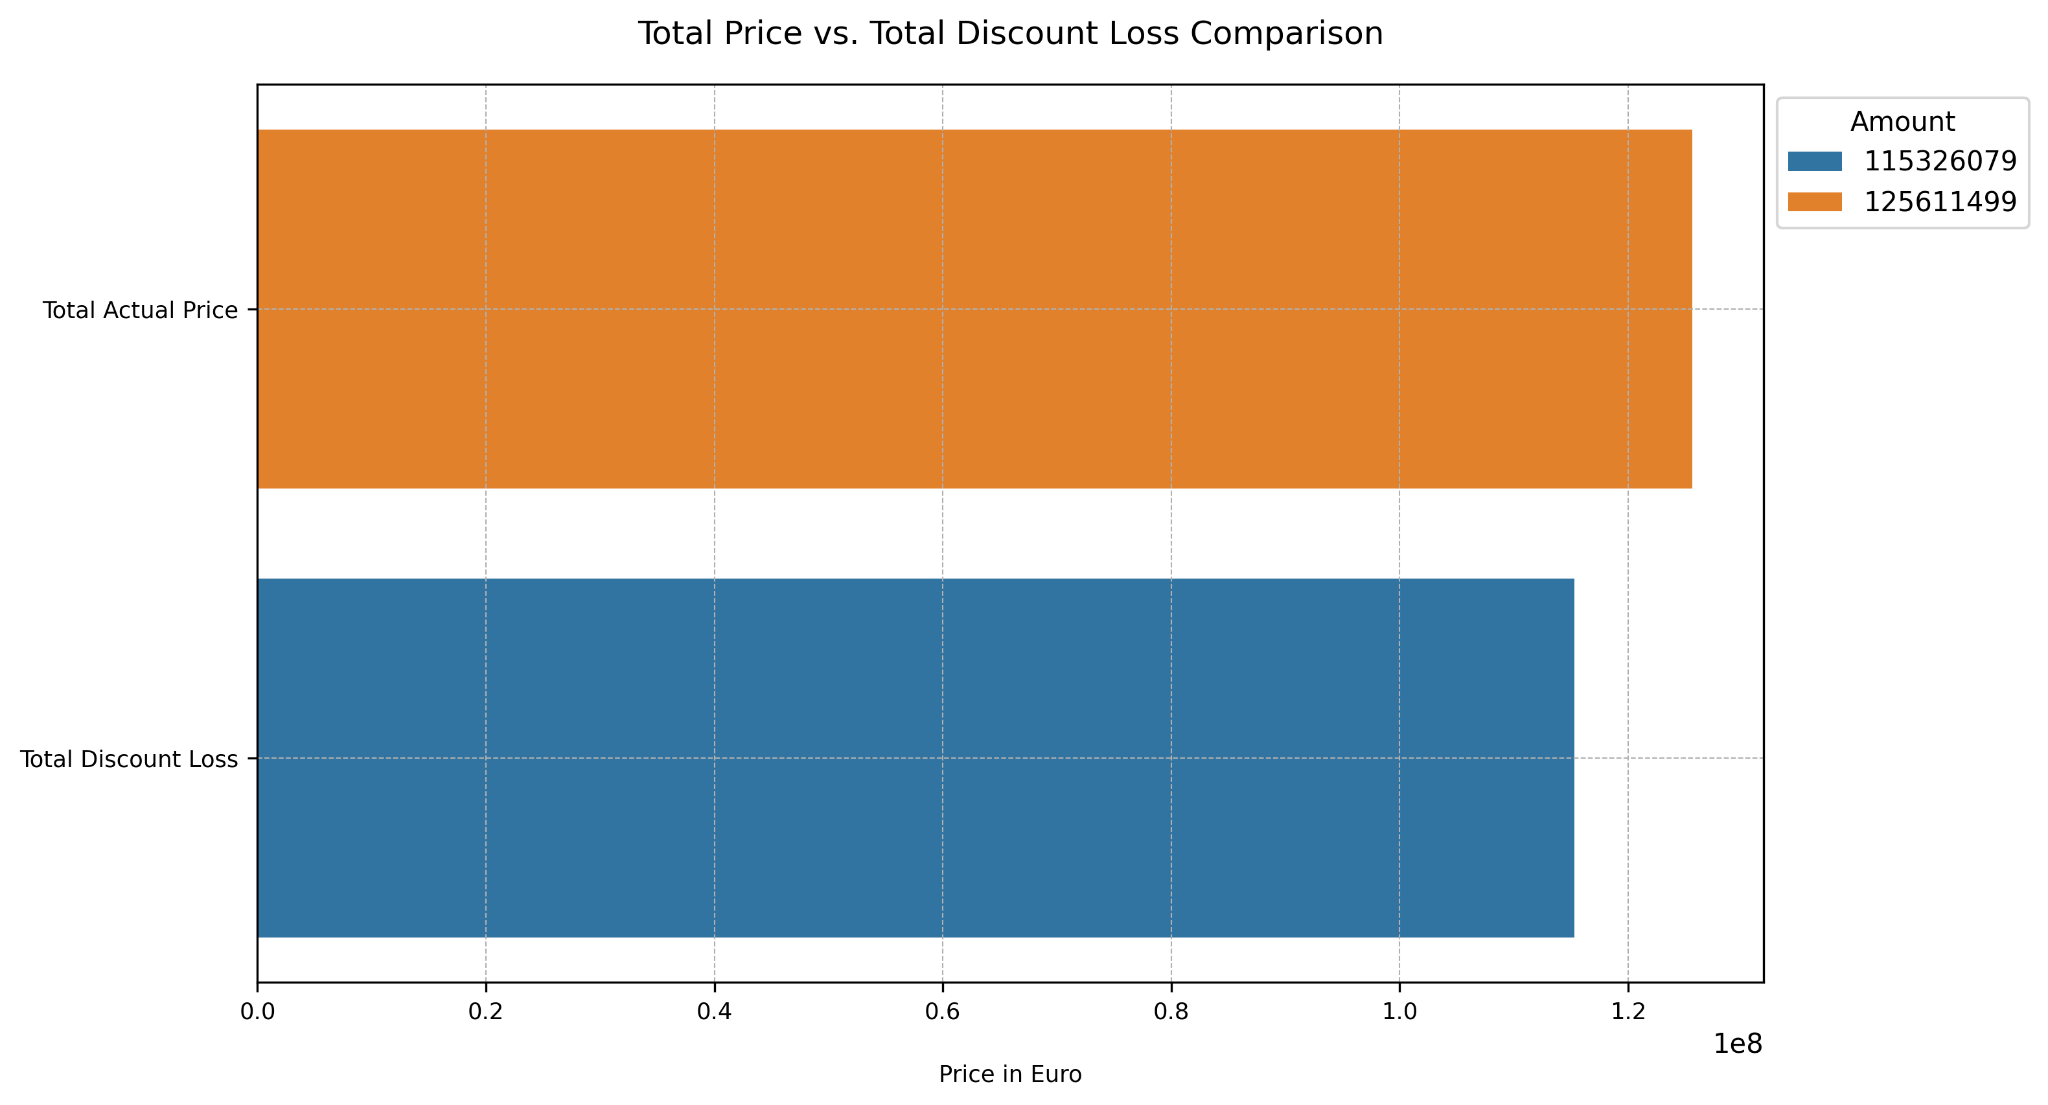 Total Price vs. Total Discount Loss Comparison
Amount
115326079
125611499
Total Actual Price
Total Discount Loss
0.0 0.2 0.4 0.6 0.8 1.0 1.2
1e8
Price in Euro